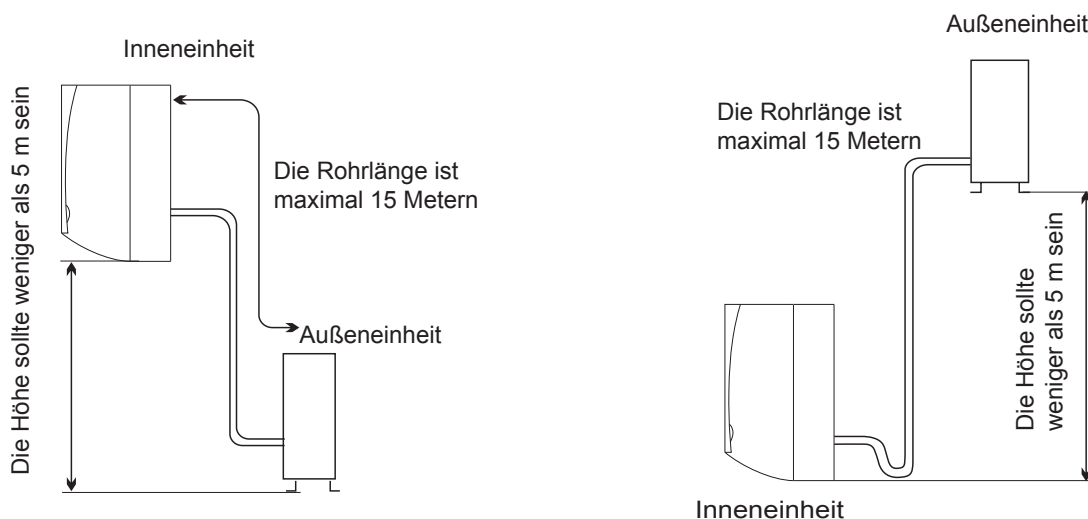 Inneneinheit
Die Höhe sollte weniger als 5 m sein
Die Rohrlänge ist
maximal 15 Metern
Außeneinheit
Außeneinheit
Die Rohrlänge ist
maximal 15 Metern
Die Höhe sollte
weniger als 5 m sein
Inneneinheit